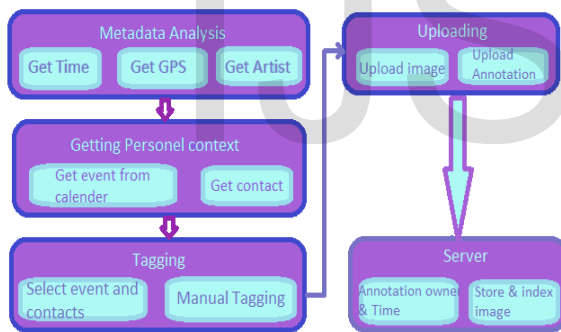 Metadata Analysis
Get Time
Get GPS
Get Artist
Getting Personel context
Get event from
calender
Get contact
Tagging
Select event and
contacts
Manual Tagging
Uploading
Upload image
Upload
Annotation
Server
Annotation owner
& Time
Store & index
image
IJS